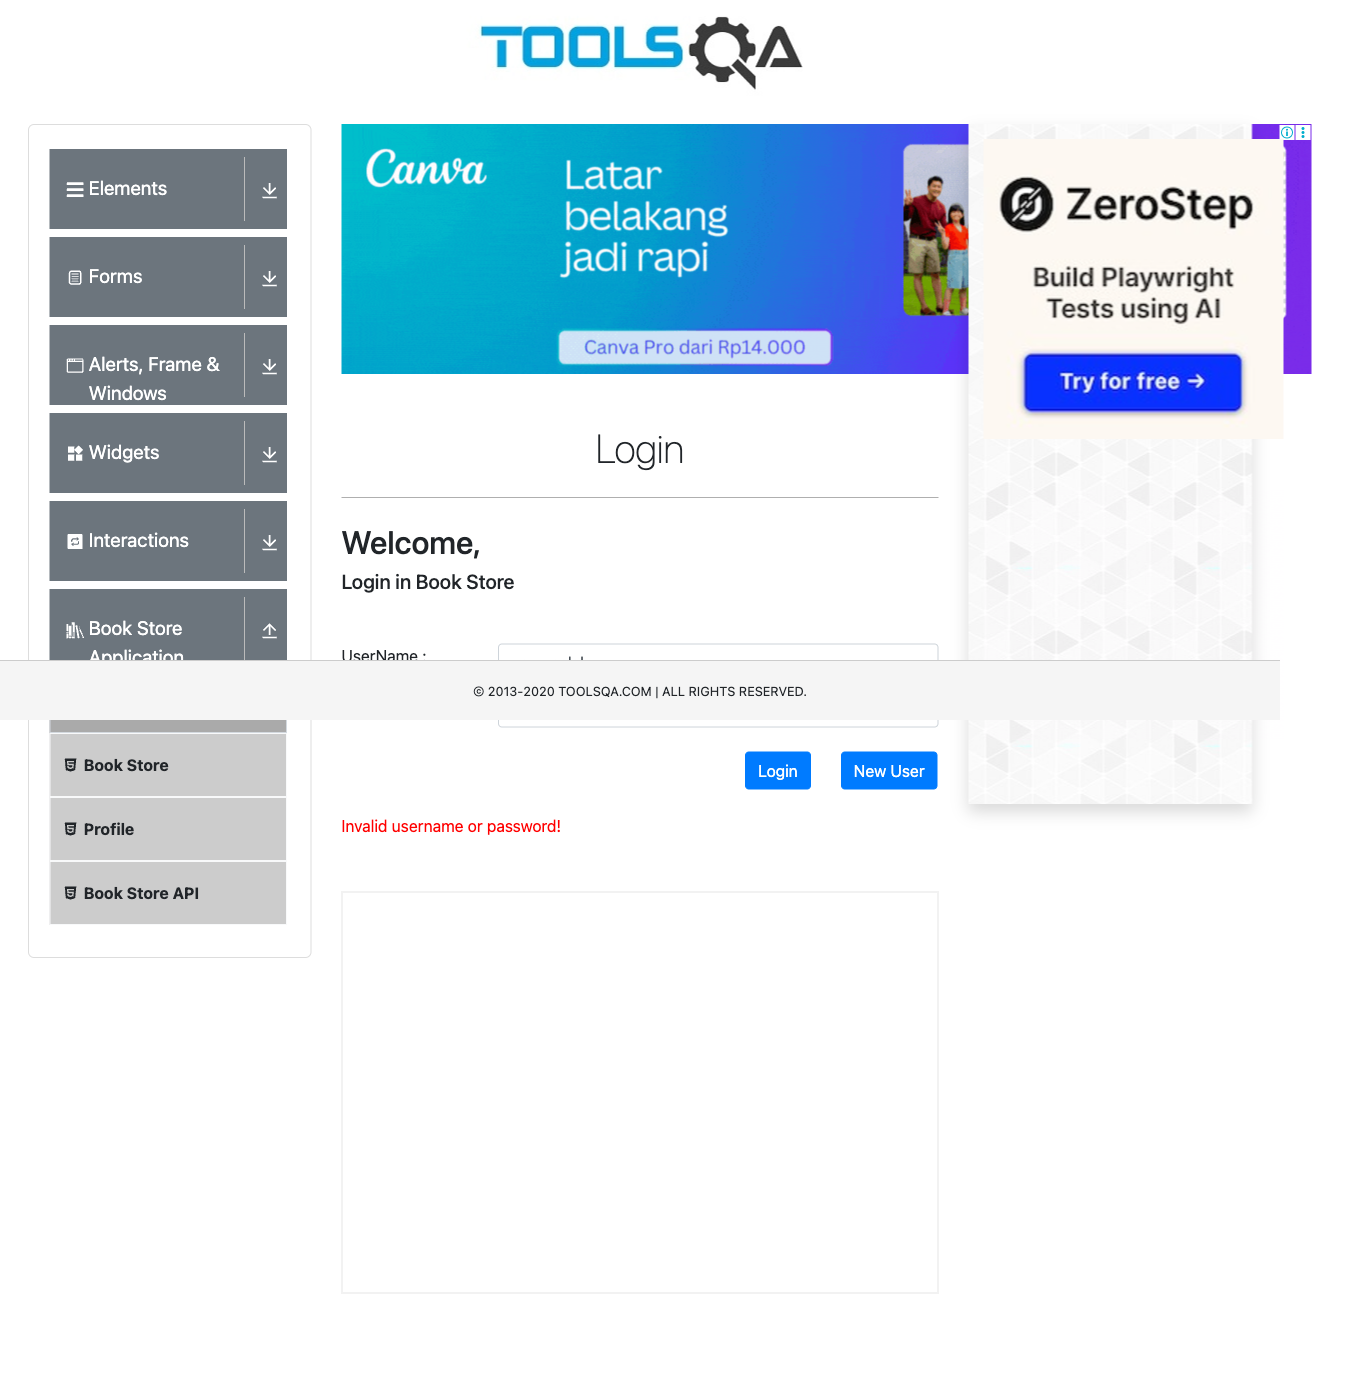 TOOLSQA
Elements
Forms
Alerts, Frame &
Windows
Widgets
Interactions
Book Store
Application
Book Store
Profile
Book Store API
Canva
Latar
belakang
jadi rapi
Canva Pro dari Rp14.000
ZeroStep
Build Playwright
Tests using AI
Try for free →
Login
Welcome,
Login in Book Store
UserName :
© 2013-2020 TOOLSQA.COM | ALL RIGHTS RESERVED.
Login
New User
Invalid username or password!